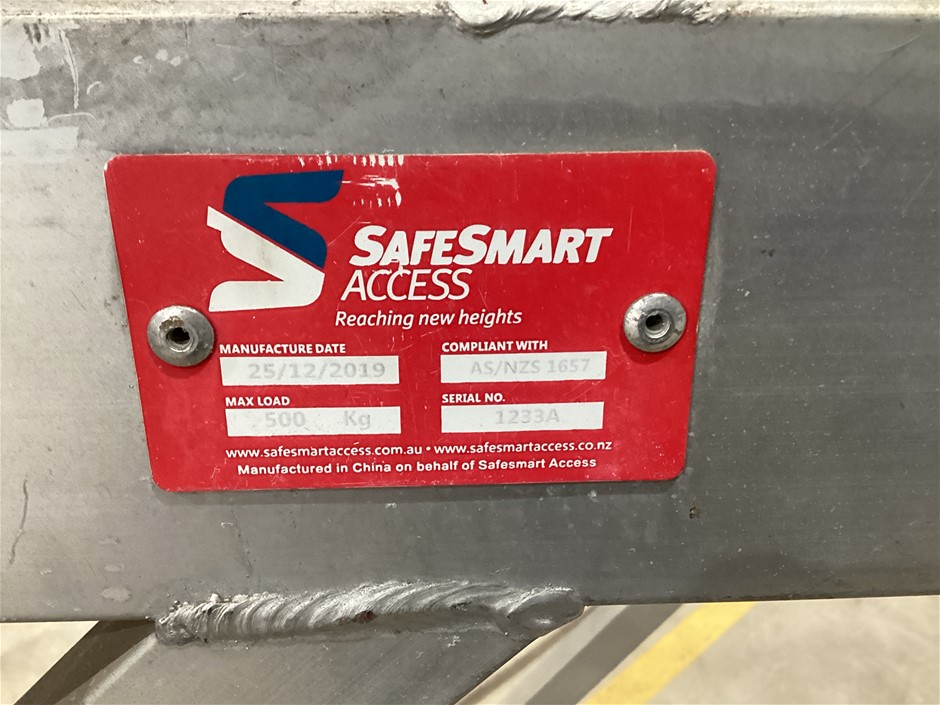 SAFESMART
ACCESS
Reaching new heights
MANUFACTURE DATE
25/12/2019
COMPLIANT WITH
AS/NZS 1657
MAX LOAD
500 Kg
SERIAL NO.
1233A
www.safesmartaccess.com.au • www.safesmartaccess.co.nz
Manufactured in China on behalf of Safesmart Access